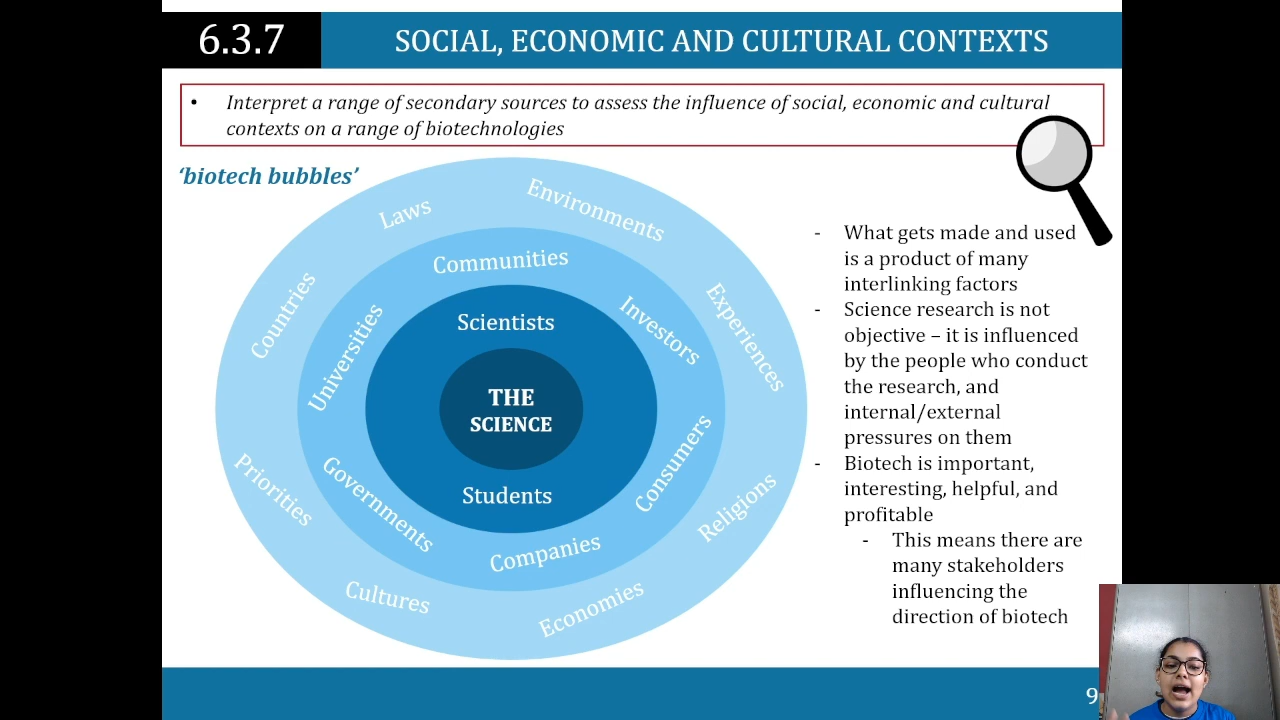 6.3.7
SOCIAL, ECONOMIC AND CULTURAL CONTEXTS
• Interpret a range of secondary sources to assess the influence of social, economic and cultural
contexts on a range of biotechnologies
‘biotech bubbles’
Laws
Environments
Countries
Experiences
Priorities
Religions
Cultures
Economies
Communities
Universities
Investors
Governments
Consumers
Companies
Scientists
Students
THE
SCIENCE
- What gets made and used
is a product of many
interlinking factors
- Science research is not
objective – it is influenced
by the people who conduct
the research, and
internal/external
pressures on them
- Biotech is important,
interesting, helpful, and
profitable
- This means there are
many stakeholders
influencing the
direction of biotech
9